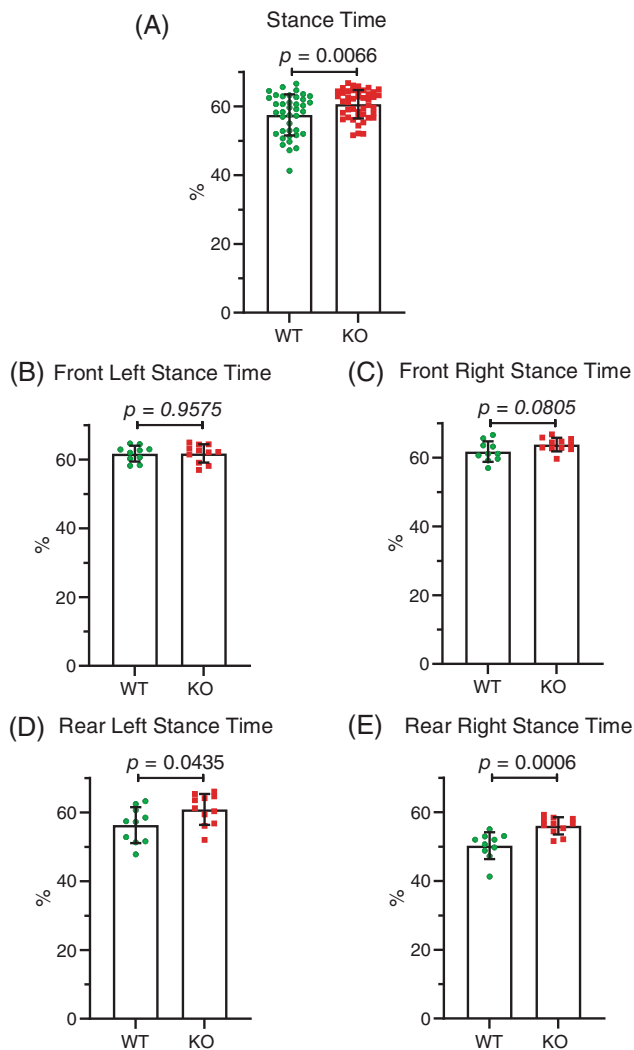 (A)
Stance Time
p = 0.0066
60
40
20
0
%
WT
KO
(B) Front Left Stance Time
p = 0.9575
60
40
20
0
%
WT
KO
(C) Front Right Stance Time
p = 0.0805
60
40
20
0
%
WT
KO
(D) Rear Left Stance Time
p = 0.0435
60
40
20
0
%
WT
KO
(E) Rear Right Stance Time
p = 0.0006
60
40
20
0
%
WT
KO